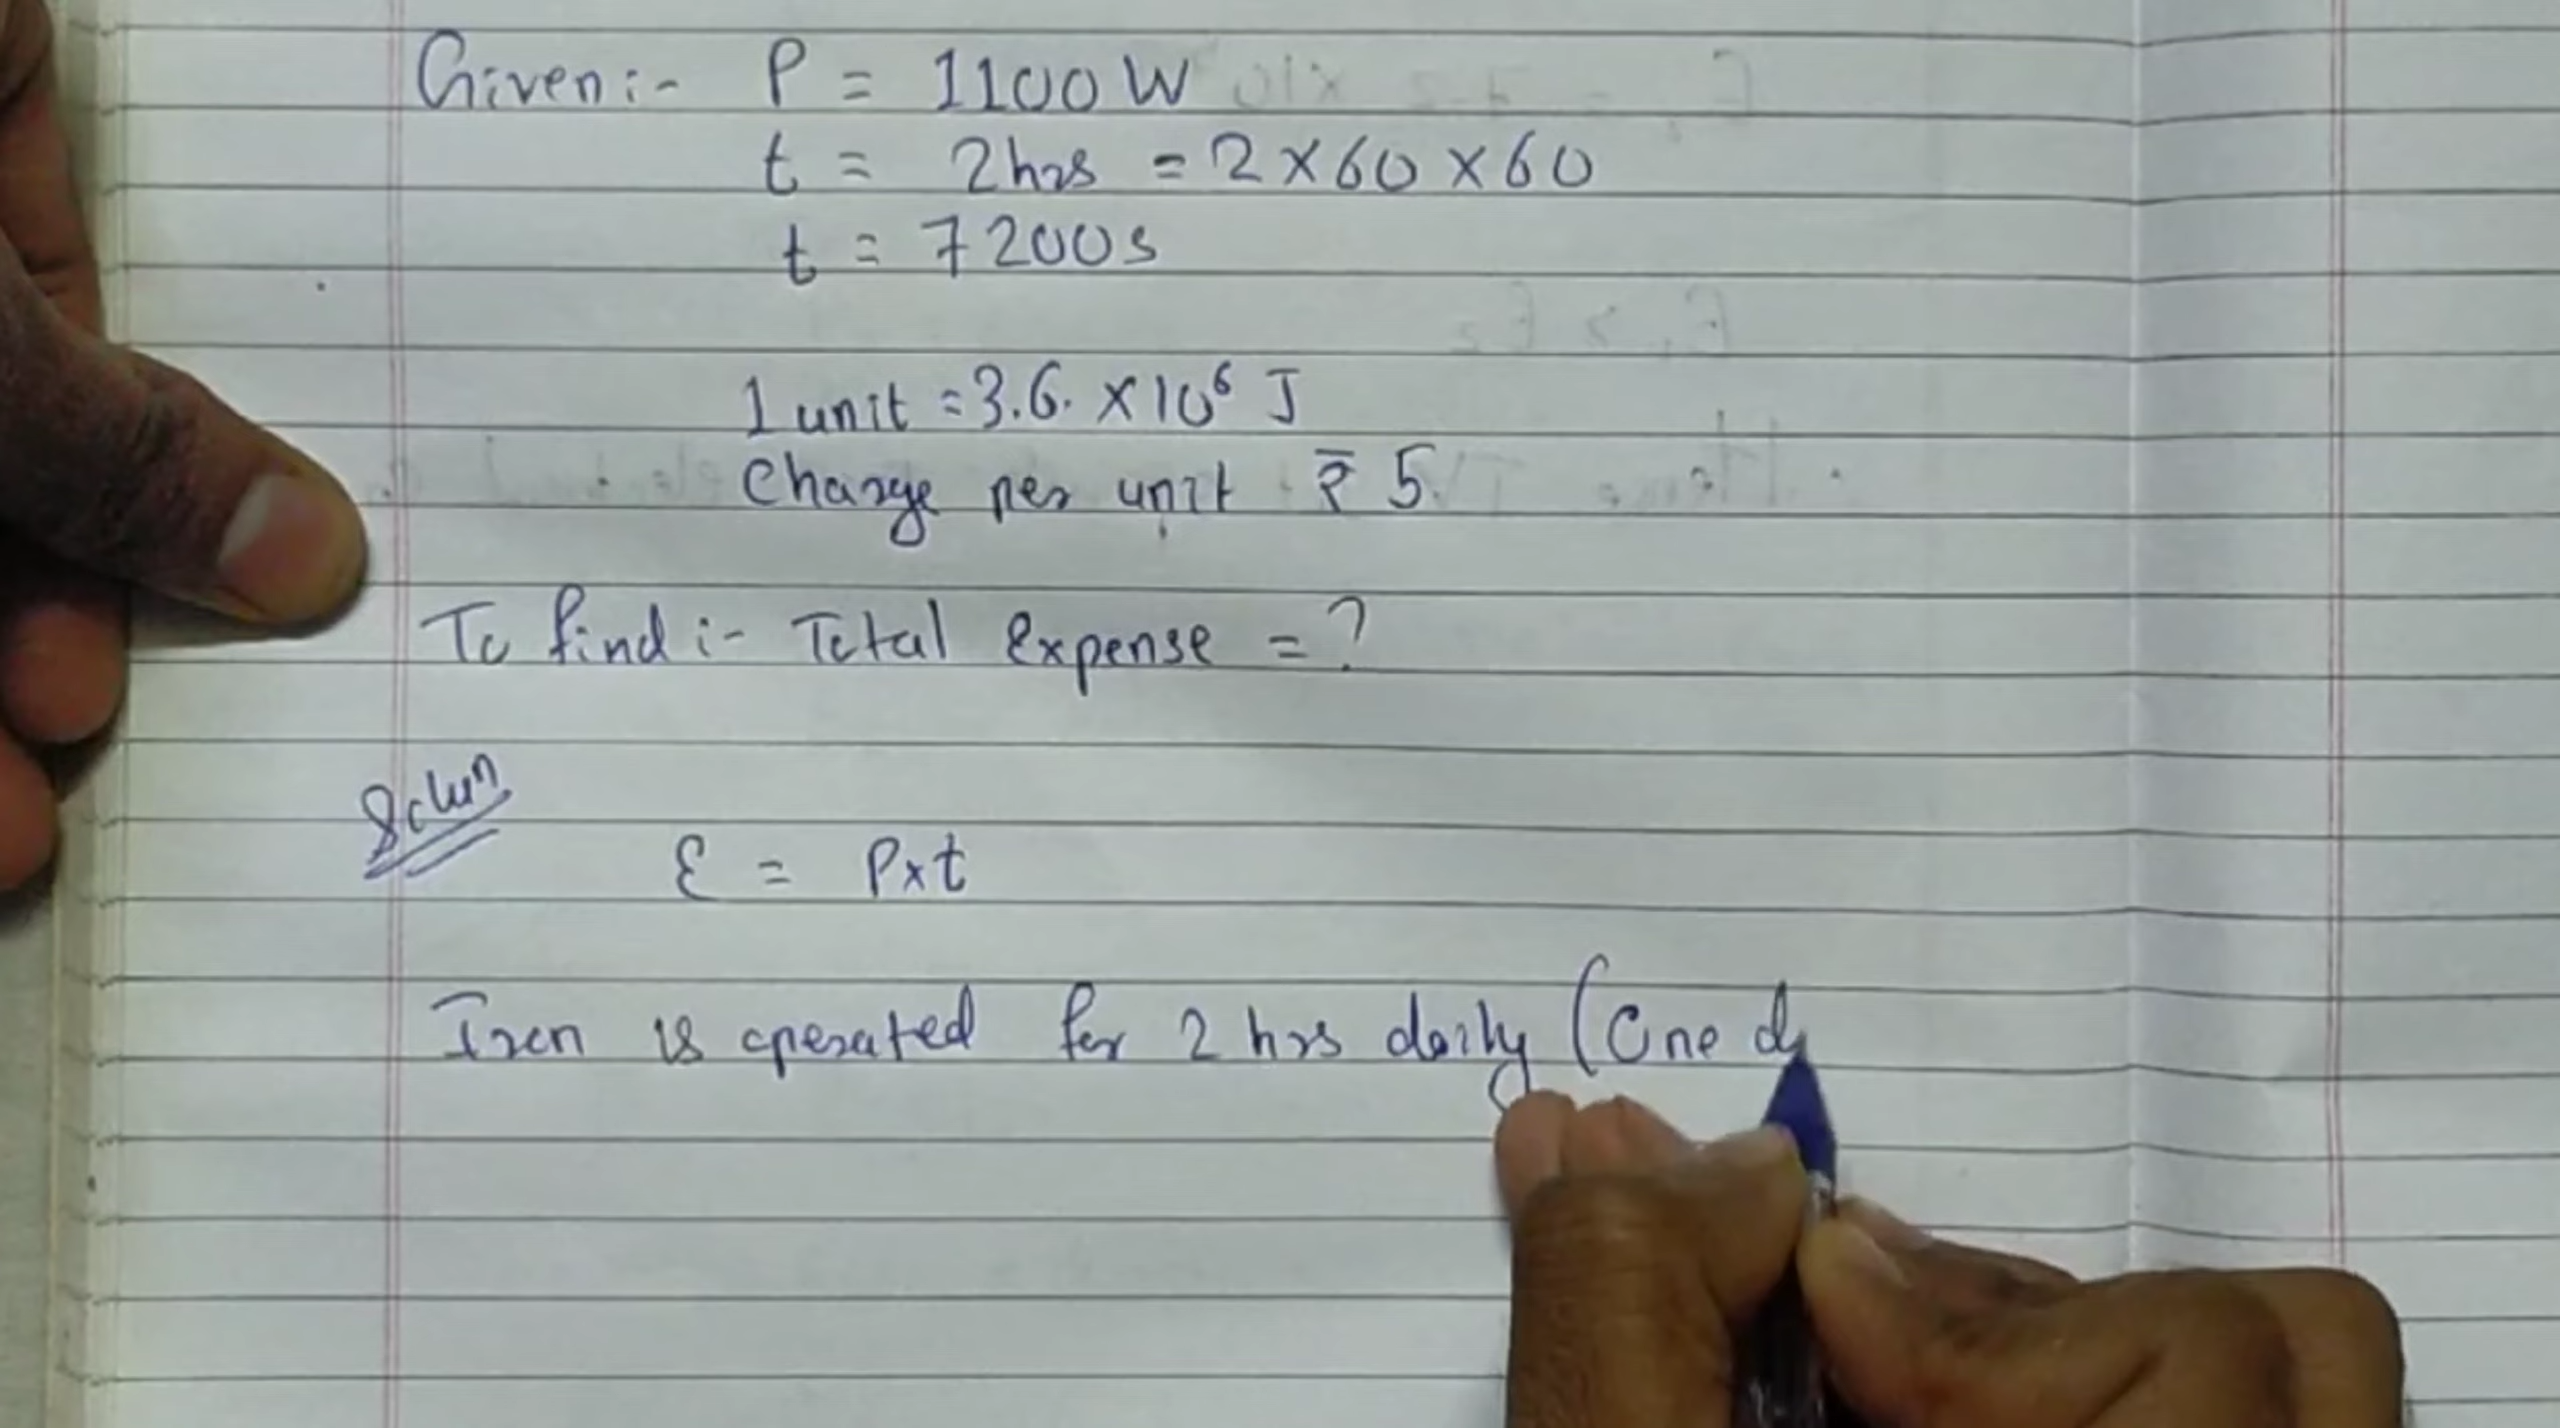 Given:- P = 1100 W
t = 2 hrs = 2 × 60 × 60
t = 7200 s
1 unit = 3.6. × 10⁶ J
Charge per unit ₹ 5.
To find :- Total Expense = ?
Solun
E = P × t
Iron is operated for 2 hrs daily (One d